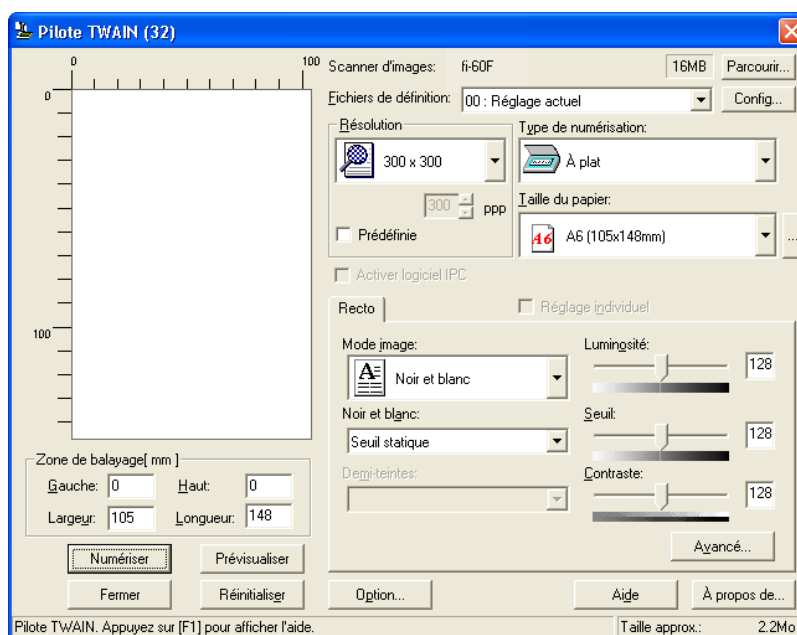 Pilote TWAIN (32)
0 100
0
100
Scanner d'images: fi-60F 16MB Parcourir...
Fichiers de définition: 00 : Réglage actuel Config...
Résolution
300 x 300
300 ppp
Prédéfinie
Type de numérisation:
À plat
Taille du papier:
A6 A6 (105x148mm) ...
Activer logiciel IPC
Recto
Réglage individuel
Mode image:
A Noir et blanc
Noir et blanc:
Seuil statique
Demi-teintes:
Luminosité:
128
Seuil:
128
Contraste:
128
Avancé...
Zone de balayage[ mm ]
Gauche: 0 Haut: 0
Largeur: 105 Longueur: 148
Numériser Prévisualiser
Fermer Réinitialiser Option... Aide À propos de...
Pilote TWAIN. Appuyez sur [F1] pour afficher l'aide. Taille approx.: 2.2Mo